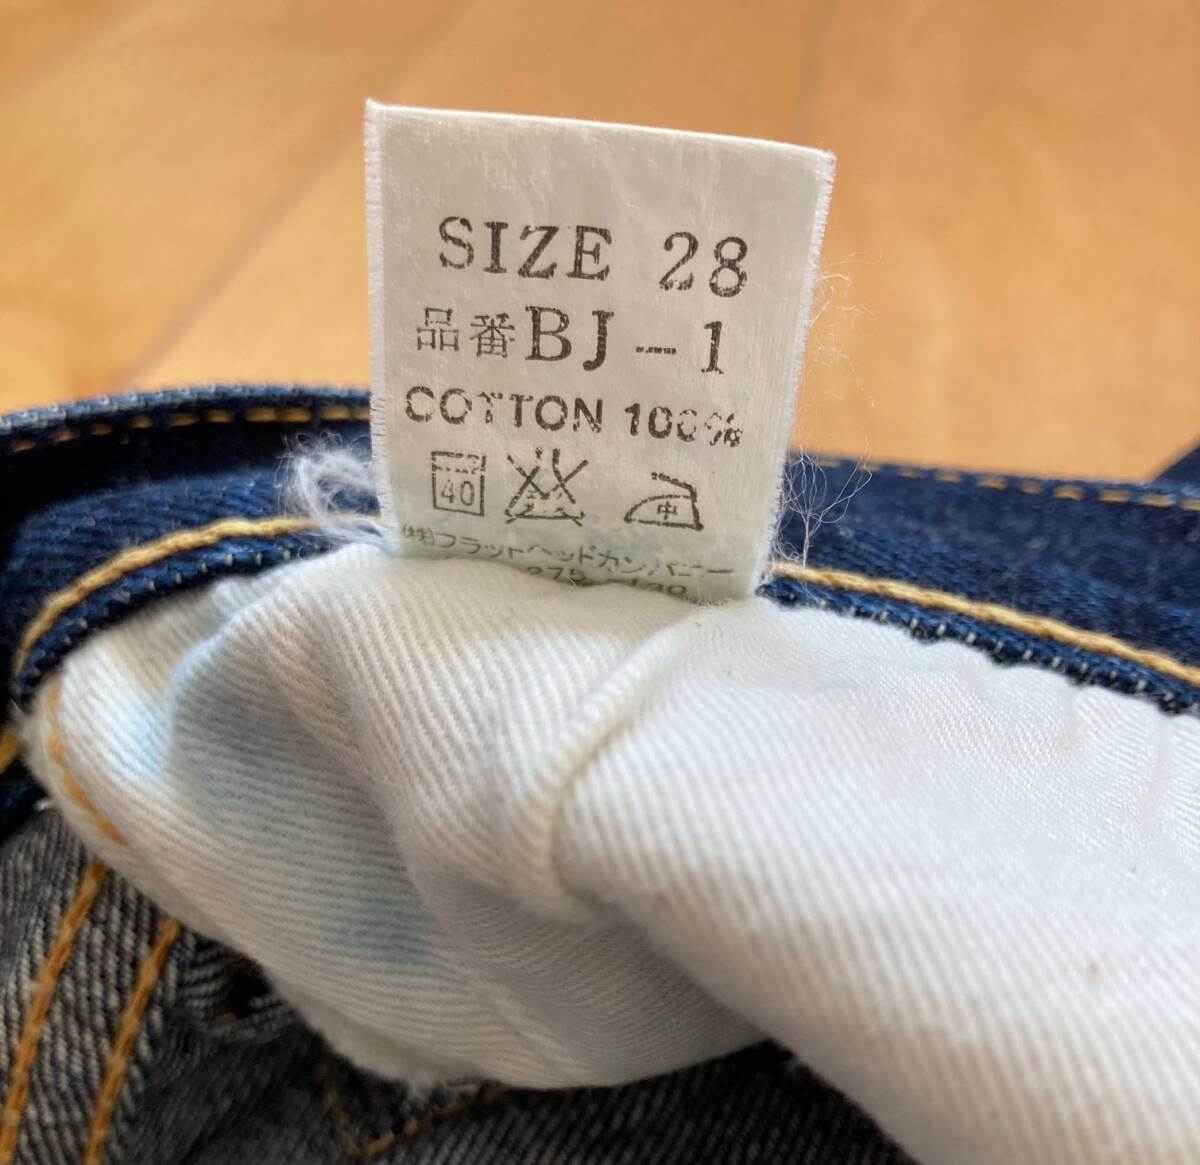 SIZE 28
品番BJ-1
COTTON 100%
40 中
(株)フラットヘッドカンパニー